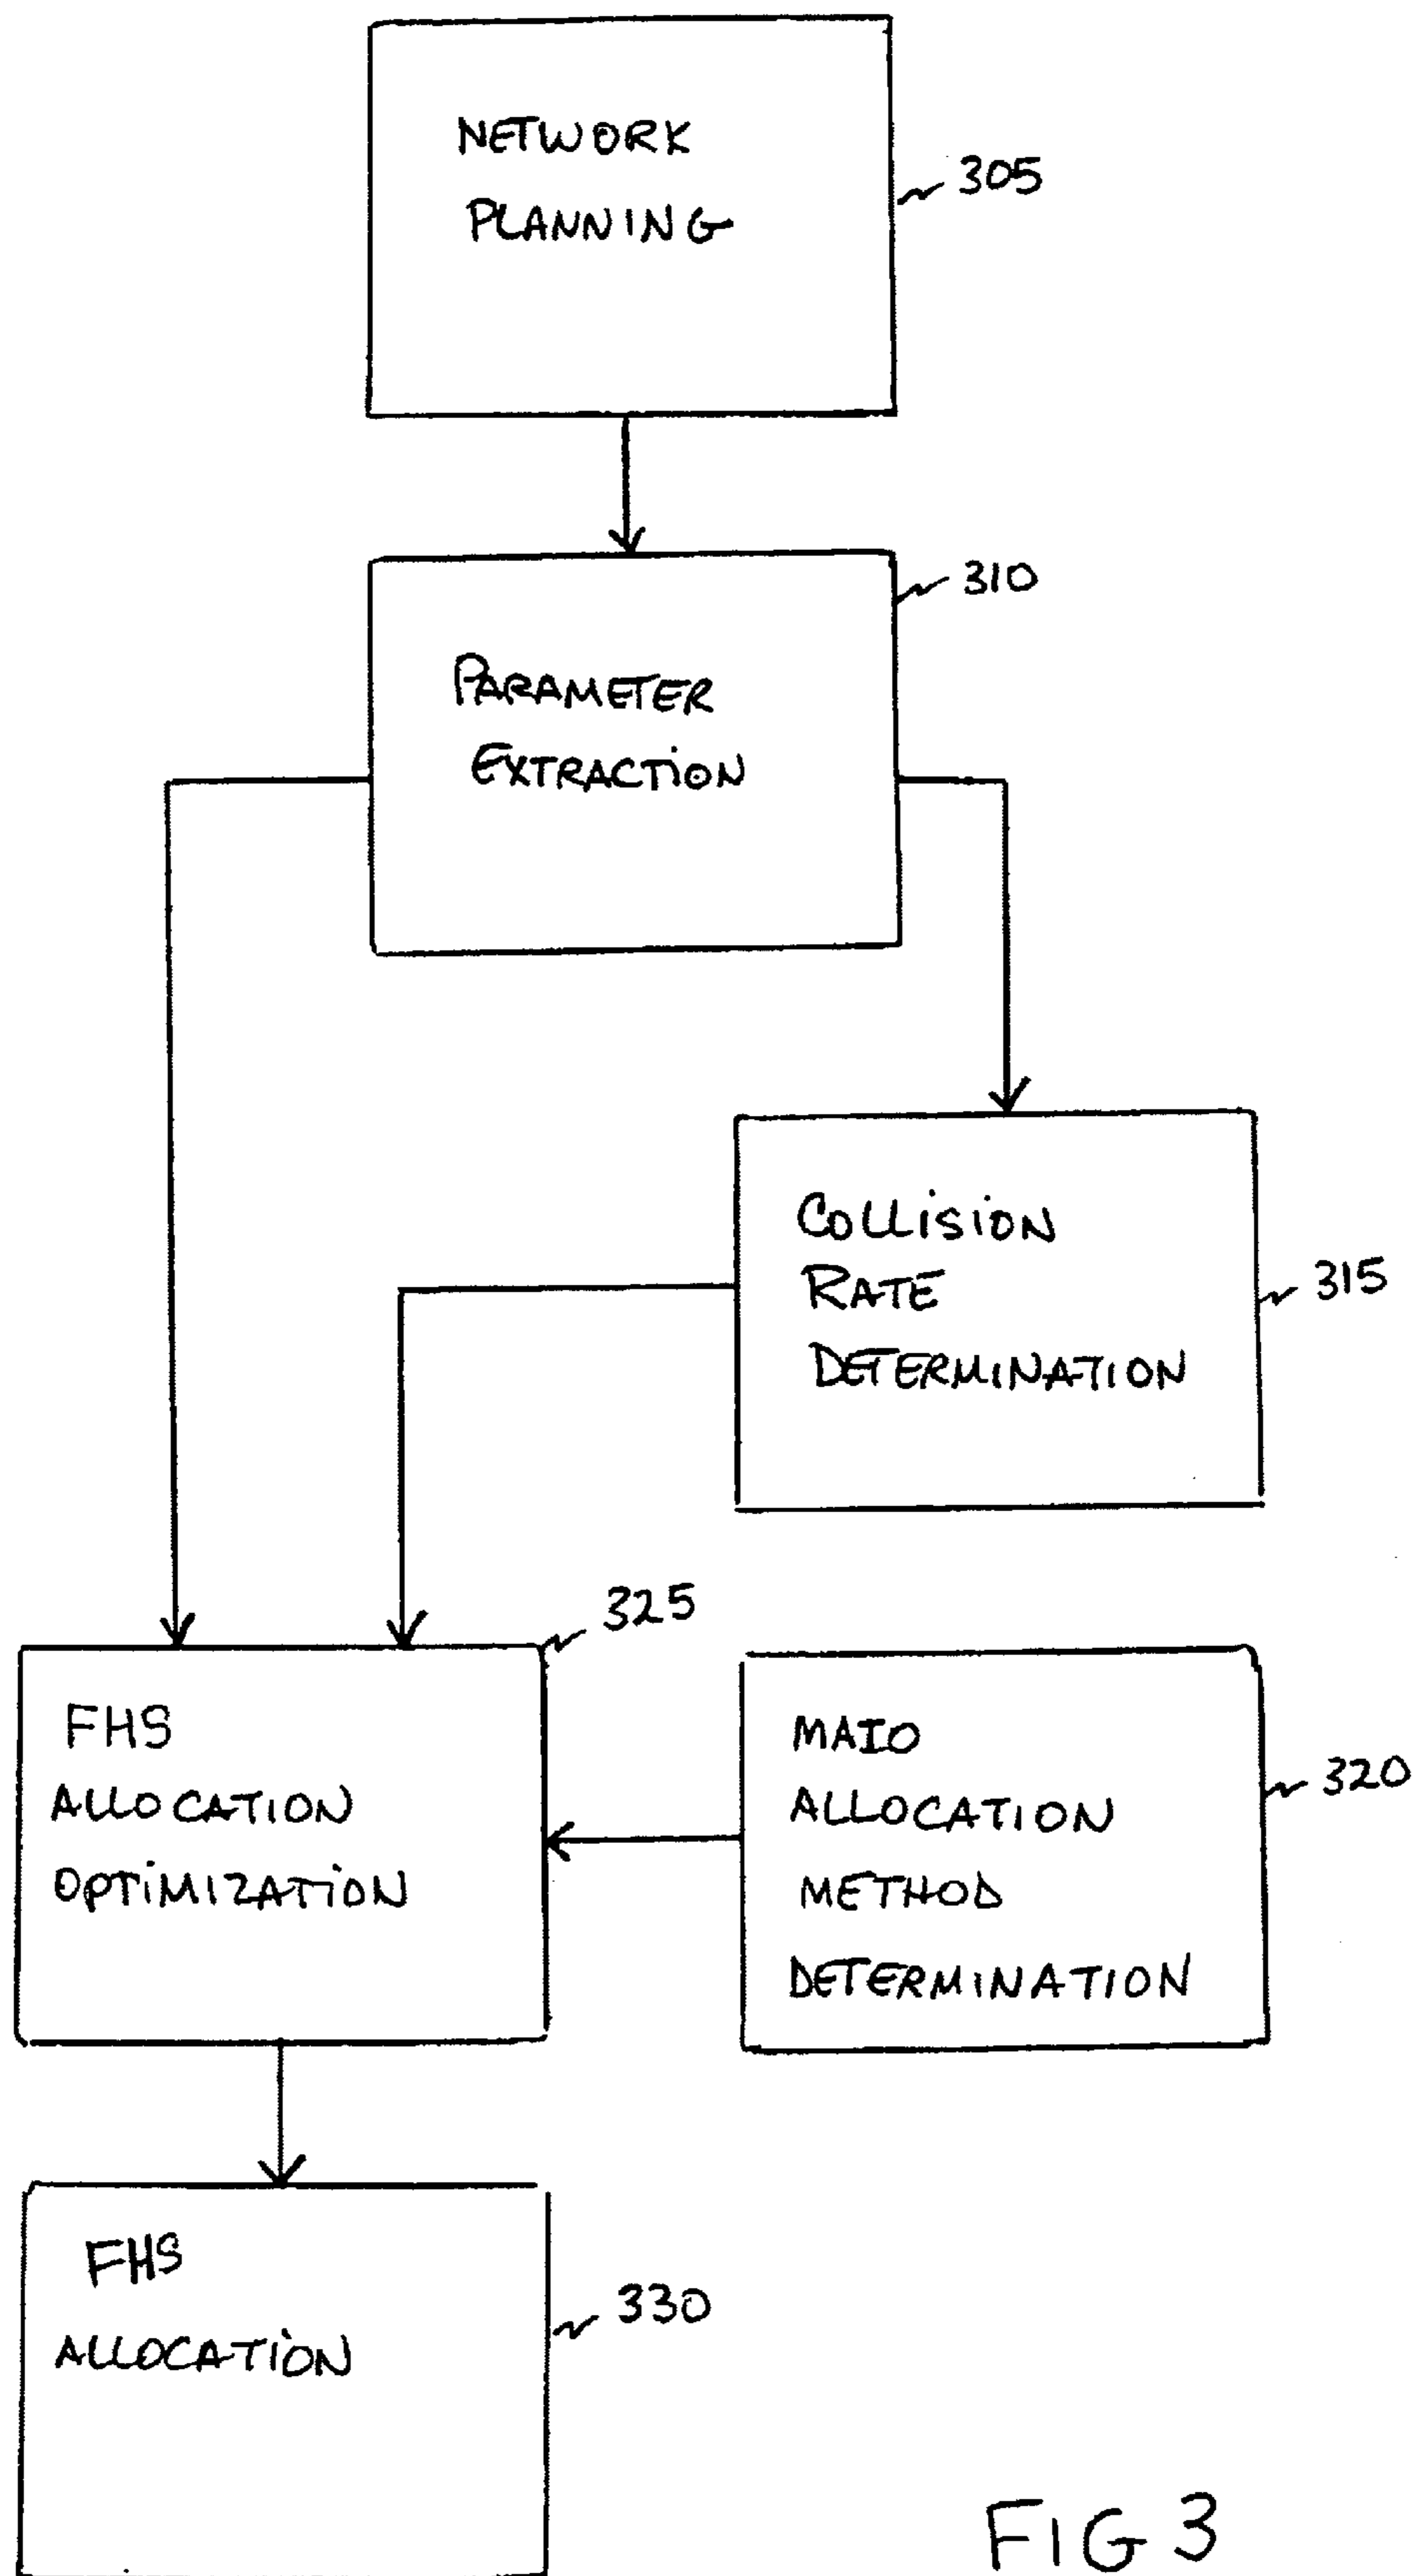 NETWORK
PLANNING
305
PARAMETER
EXTRACTION
310
COLLISION
RATE
DETERMINATION
315
FHS
ALLOCATION
OPTIMIZATION
325
MAIO
ALLOCATION
METHOD
DETERMINATION
320
FHS
ALLOCATION
330
FIG 3